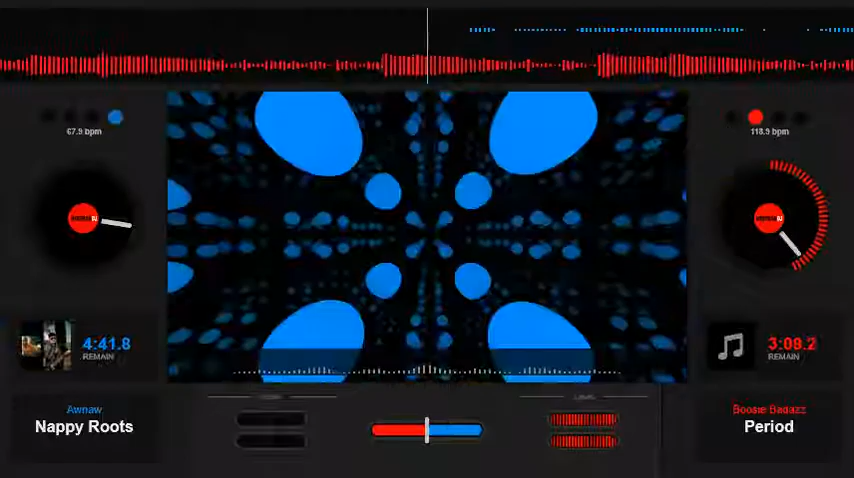 67.9 bpm
118.9 bpm
4:41.8
REMAIN
3:09.2
REMAIN
Awnaw
Nappy Roots
Boosie Badazz
Period